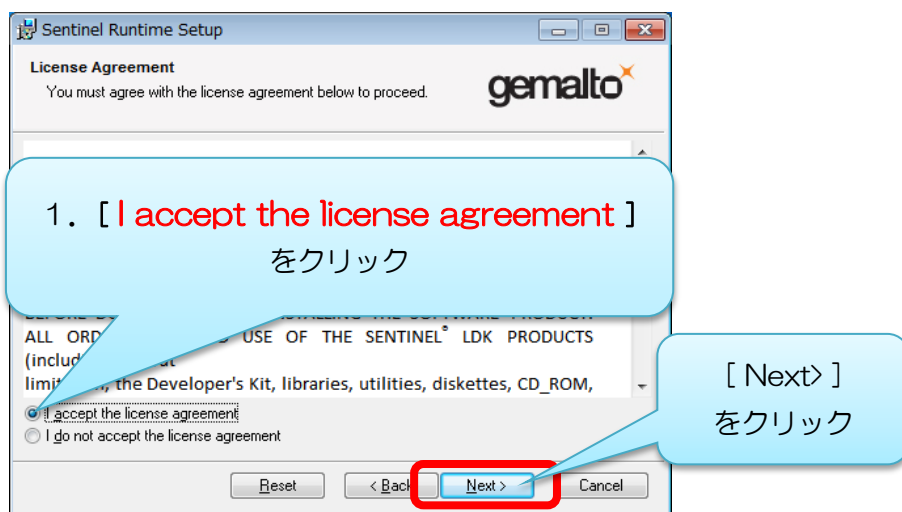 Sentinel Runtime Setup
License Agreement
You must agree with the license agreement below to proceed.
gemalto
1. [ I accept the license agreement ]
をクリック
ALL ORD USE OF THE SENTINEL® LDK PRODUCTS
(includ
the Developer's Kit, libraries, utilities, diskettes, CD_ROM,
I accept the license agreement
I do not accept the license agreement
[ Next> ]
をクリック
Reset
< Back
Next >
Cancel